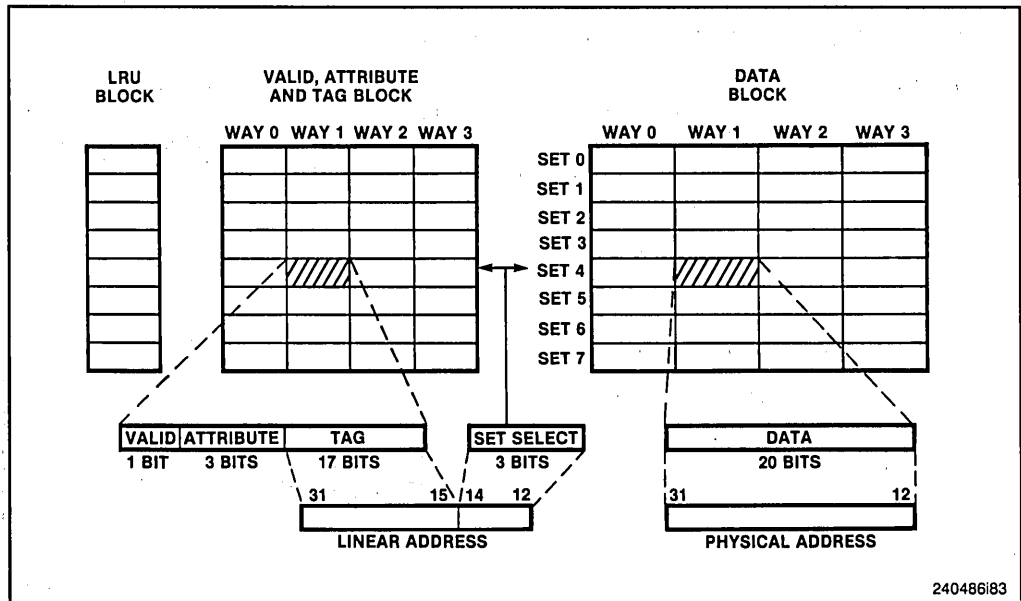 LRU
BLOCK
VALID, ATTRIBUTE
AND TAG BLOCK
DATA
BLOCK
WAY 0 WAY 1 WAY 2 WAY 3
WAY 0 WAY 1 WAY 2 WAY 3
SET 0
SET 1
SET 2
SET 3
SET 4
SET 5
SET 6
SET 7
VALID ATTRIBUTE TAG
1 BIT 3 BITS 17 BITS
SET SELECT
3 BITS
DATA
20 BITS
31 15 14 12
LINEAR ADDRESS
31 12
PHYSICAL ADDRESS
240486i83